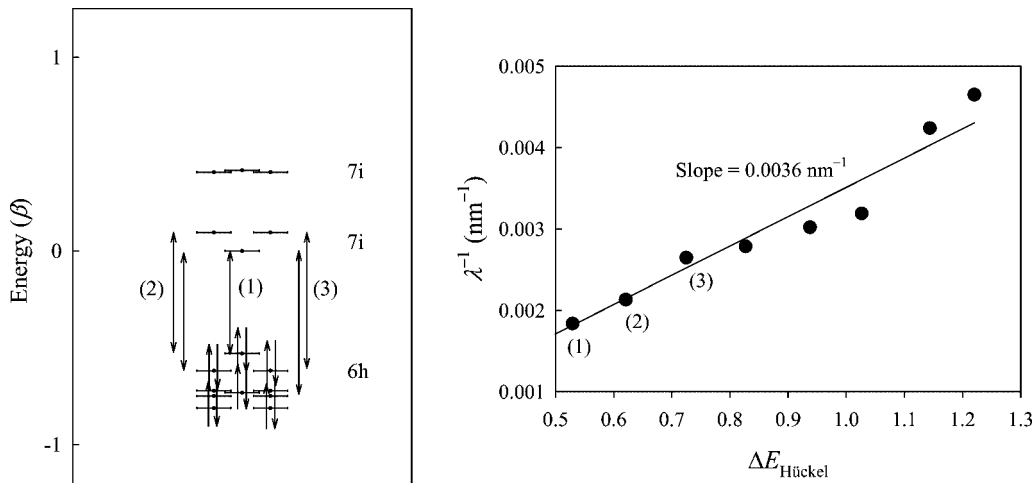 1
0
-1
Energy (β)
7i
7i
6h
(2)
(1)
(3)
0.005
0.004
0.003
0.002
0.001
λ⁻¹ (nm⁻¹)
Slope = 0.0036 nm⁻¹
(1)
(2)
(3)
0.5 0.6 0.7 0.8 0.9 1.0 1.1 1.2 1.3
ΔE Hückel